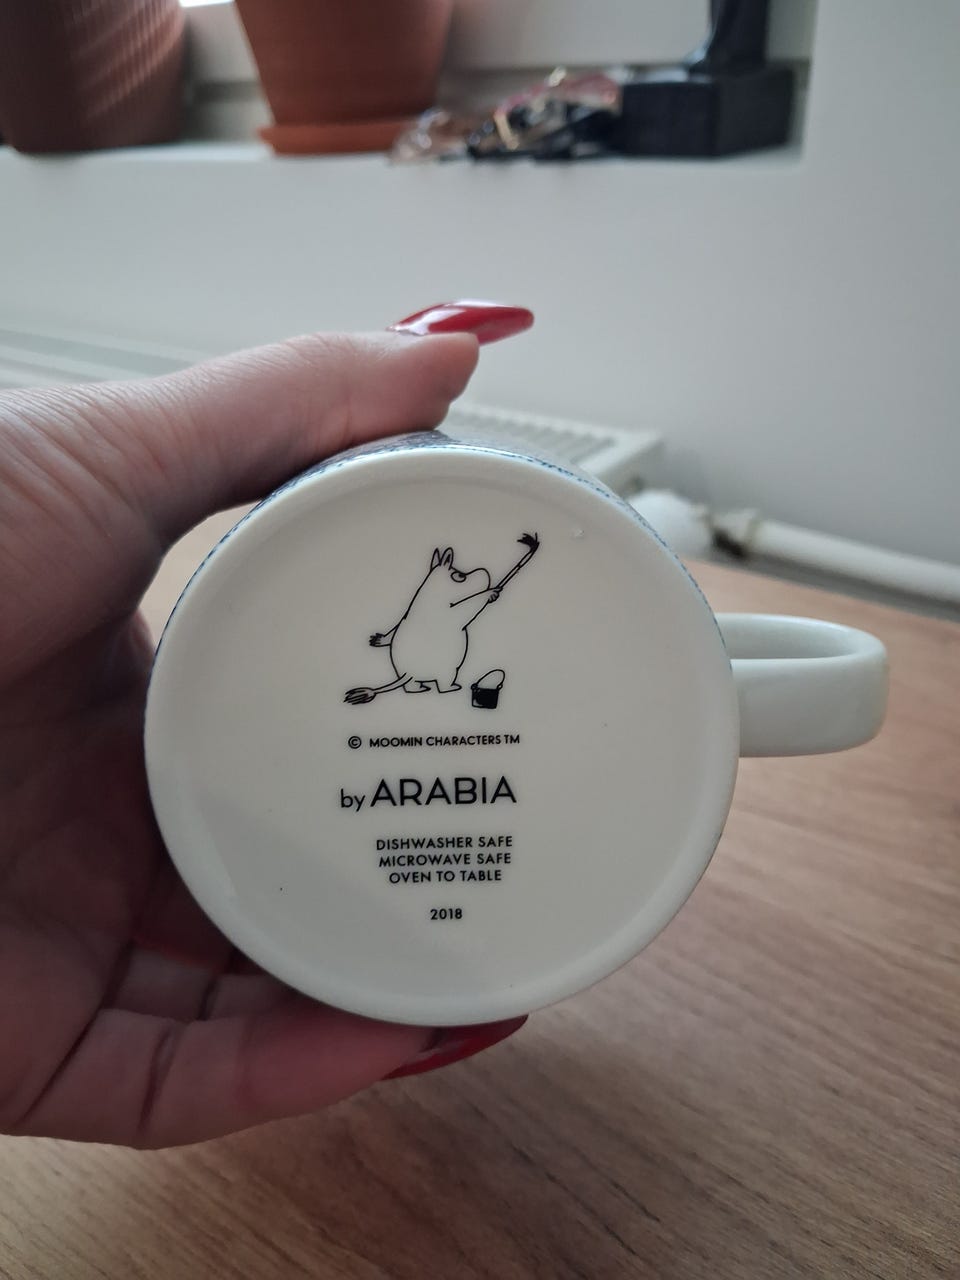 © MOOMIN CHARACTERS TM
by ARABIA
DISHWASHER SAFE
MICROWAVE SAFE
OVEN TO TABLE
2018